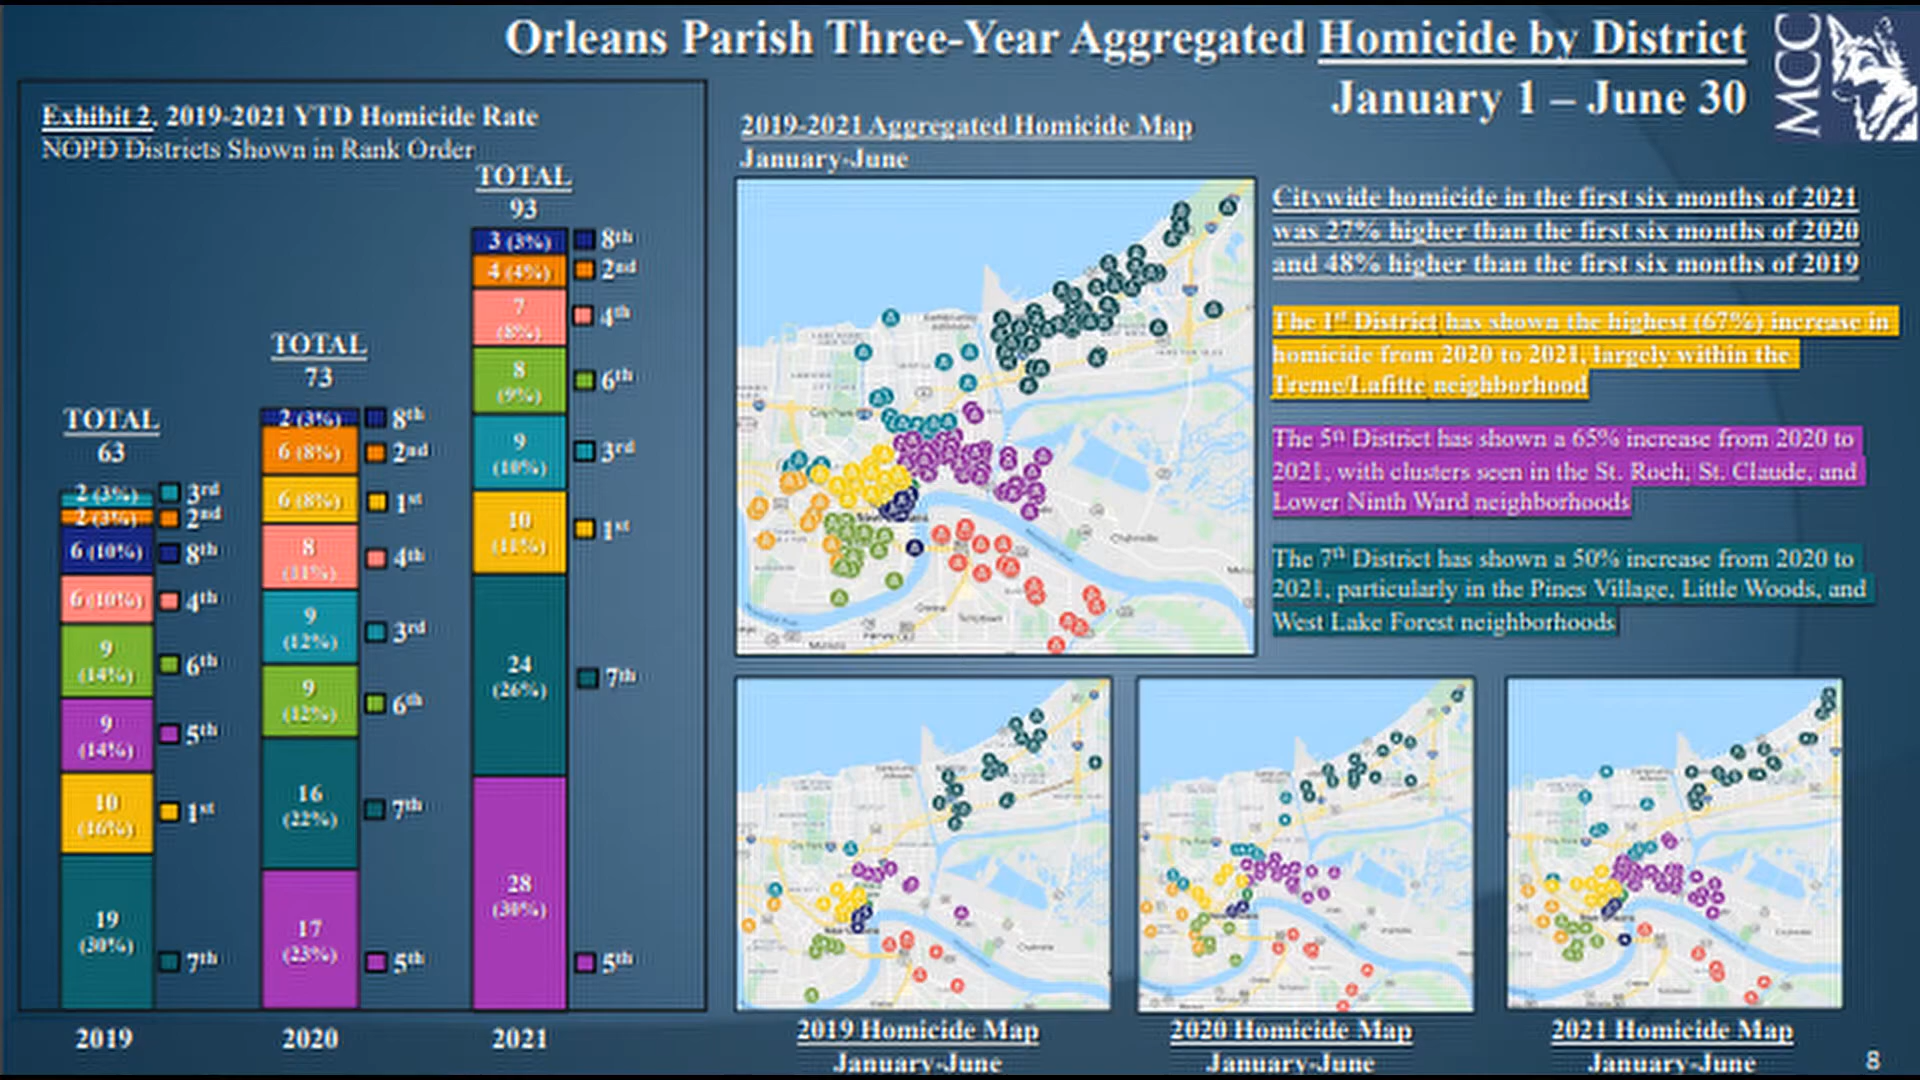 Orleans Parish Three-Year Aggregated Homicide by District
January 1 – June 30
MCC
Exhibit 2. 2019-2021 YTD Homicide Rate
NOPD Districts Shown in Rank Order
TOTAL
63
2 (3%) 3rd
2 (3%) 2nd
6 (10%) 8th
6 (10%) 4th
9
(14%) 6th
9
(14%) 5th
10
(16%) 1st
19
(30%) 7th
2019
TOTAL
73
2 (3%) 8th
6 (8%) 2nd
6 (8%) 1st
8
(11%) 4th
9
(12%) 3rd
9
(12%) 6th
16
(22%) 7th
17
(23%) 5th
2020
TOTAL
93
3 (3%) 8th
4 (4%) 2nd
7
(8%) 4th
8
(9%) 6th
9
(10%) 3rd
10
(11%) 1st
24
(26%) 7th
28
(30%) 5th
2021
2019-2021 Aggregated Homicide Map
January-June
Citywide homicide in the first six months of 2021
was 27% higher than the first six months of 2020
and 48% higher than the first six months of 2019
The 1st District has shown the highest (67%) increase in
homicide from 2020 to 2021, largely within the
Treme/Lafitte neighborhood
The 5th District has shown a 65% increase from 2020 to
2021, with clusters seen in the St. Roch, St. Claude, and
Lower Ninth Ward neighborhoods
The 7th District has shown a 50% increase from 2020 to
2021, particularly in the Pines Village, Little Woods, and
West Lake Forest neighborhoods
2019 Homicide Map
January-June
2020 Homicide Map
January-June
2021 Homicide Map
January-June
8